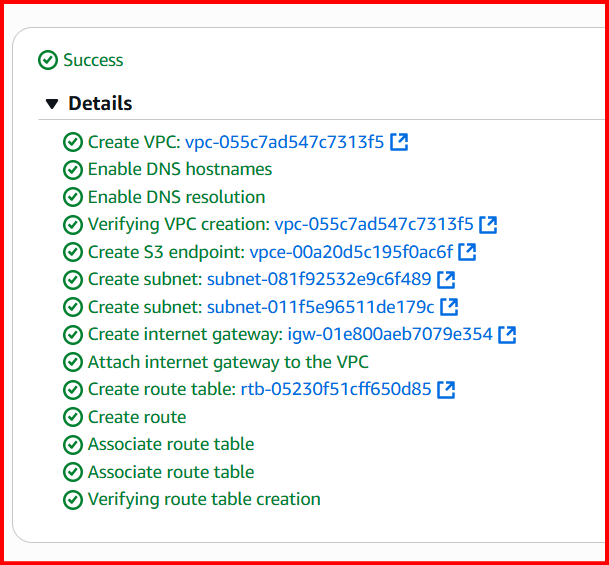 Success
Details
Create VPC: vpc-055c7ad547c7313f5
Enable DNS hostnames
Enable DNS resolution
Verifying VPC creation: vpc-055c7ad547c7313f5
Create S3 endpoint: vpce-00a20d5c195f0ac6f
Create subnet: subnet-081f92532e9c6f489
Create subnet: subnet-011f5e96511de179c
Create internet gateway: igw-01e800aeb7079e354
Attach internet gateway to the VPC
Create route table: rtb-05230f51cff650d85
Create route
Associate route table
Associate route table
Verifying route table creation